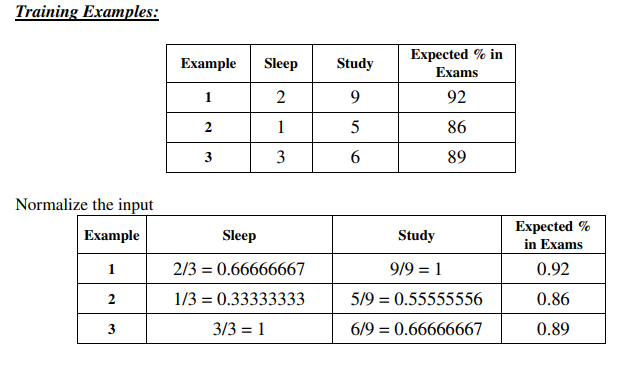 Training Examples:
Example Sleep Study Expected % in Exams
1 2 9 92
2 1 5 86
3 3 6 89
Normalize the input
Example Sleep Study Expected % in Exams
1 2/3 = 0.66666667 9/9 = 1 0.92
2 1/3 = 0.33333333 5/9 = 0.55555556 0.86
3 3/3 = 1 6/9 = 0.66666667 0.89